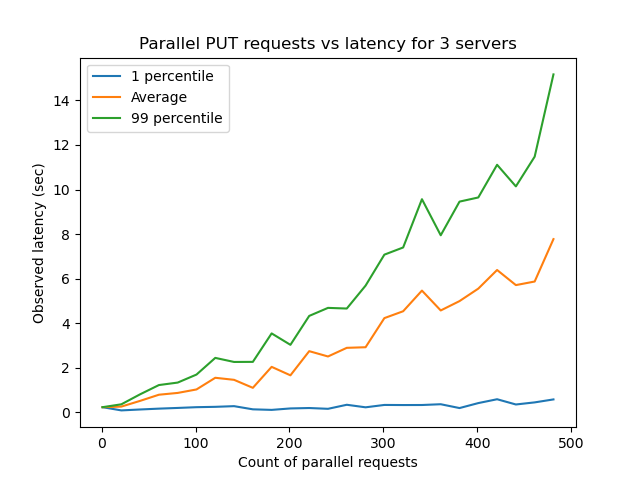 Parallel PUT requests vs latency for 3 servers
1 percentile
Average
99 percentile
14
12
10
8
6
4
2
0
Observed latency (sec)
0 100 200 300 400 500
Count of parallel requests